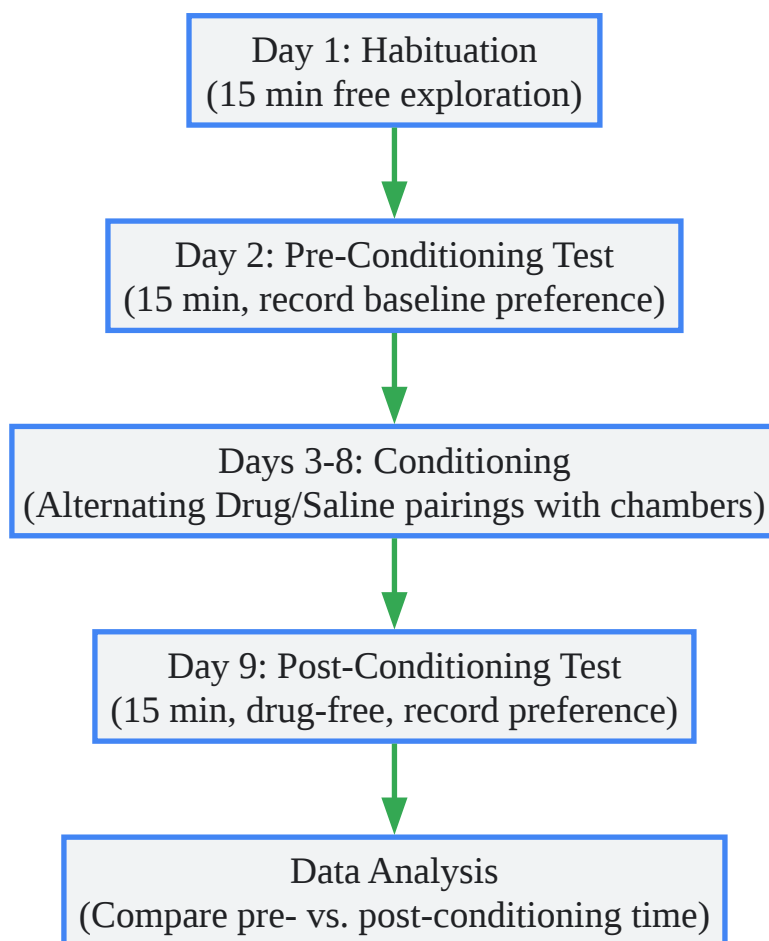 Day 1: Habituation
(15 min free exploration)
Day 2: Pre-Conditioning Test
(15 min, record baseline preference)
Days 3-8: Conditioning
(Alternating Drug/Saline pairings with chambers)
Day 9: Post-Conditioning Test
(15 min, drug-free, record preference)
Data Analysis
(Compare pre- vs. post-conditioning time)